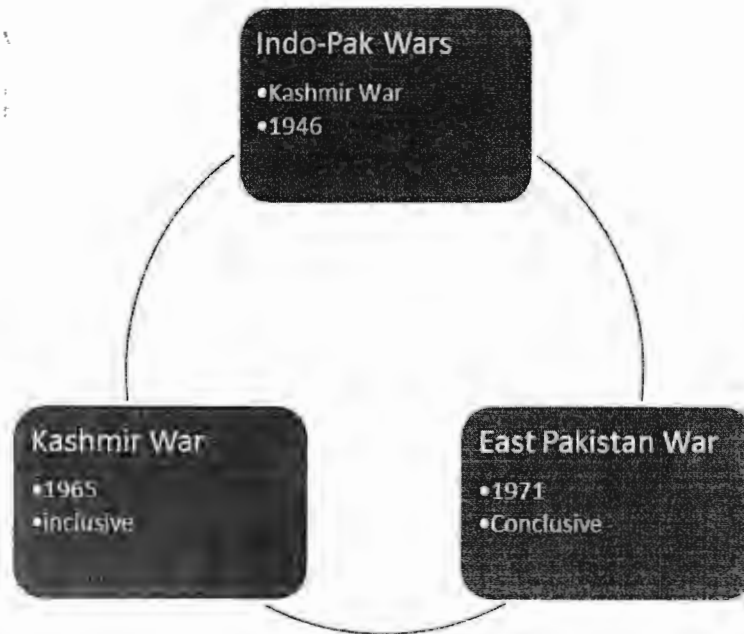 Indo-Pak Wars
•Kashmir War
•1946
Kashmir War
•1965
•inclusive
East Pakistan War
•1971
•Conclusive